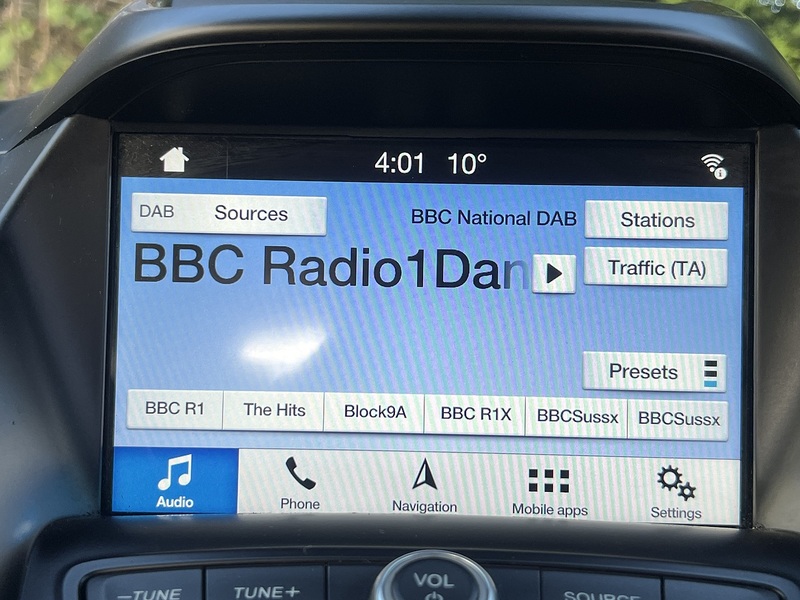 4:01 10°
DAB Sources BBC National DAB Stations
BBC Radio1Dan
Traffic (TA)
Presets
BBC R1 The Hits Block9A BBC R1X BBCSussx BBCSussx
Audio Phone Navigation Mobile apps Settings
–TUNE TUNE+ VOL SOURCE